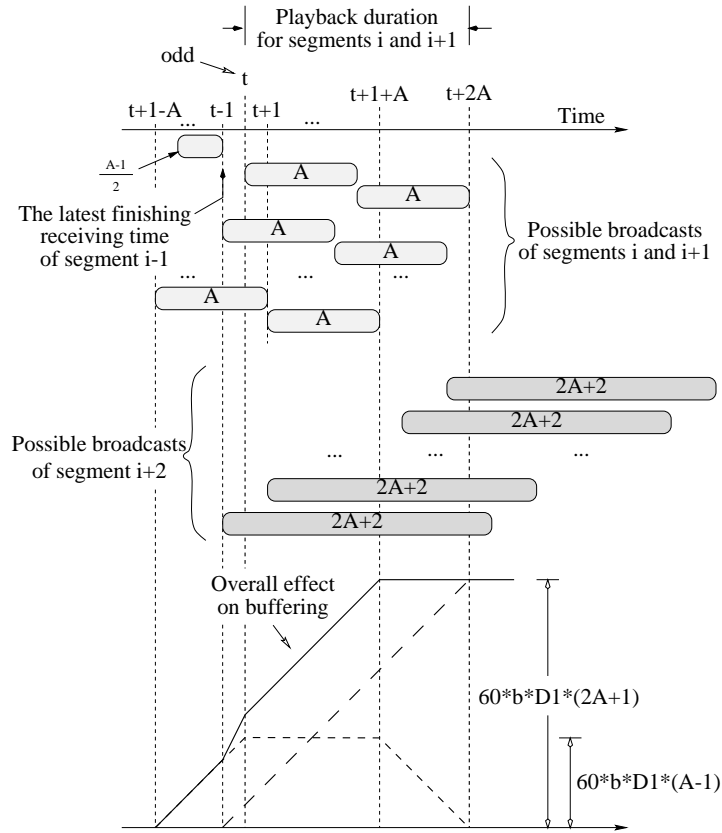 Playback duration
for segments i and i+1
odd
t
t+1-A
t-1
t+1
t+1+A
t+2A
...
...
Time
A-1
2
A
A
The latest finishing
receiving time
of segment i-1
A
A
Possible broadcasts
of segments i and i+1
...
...
...
A
A
2A+2
2A+2
Possible broadcasts
of segment i+2
...
...
...
2A+2
2A+2
Overall effect
on buffering
60*b*D1*(2A+1)
60*b*D1*(A-1)